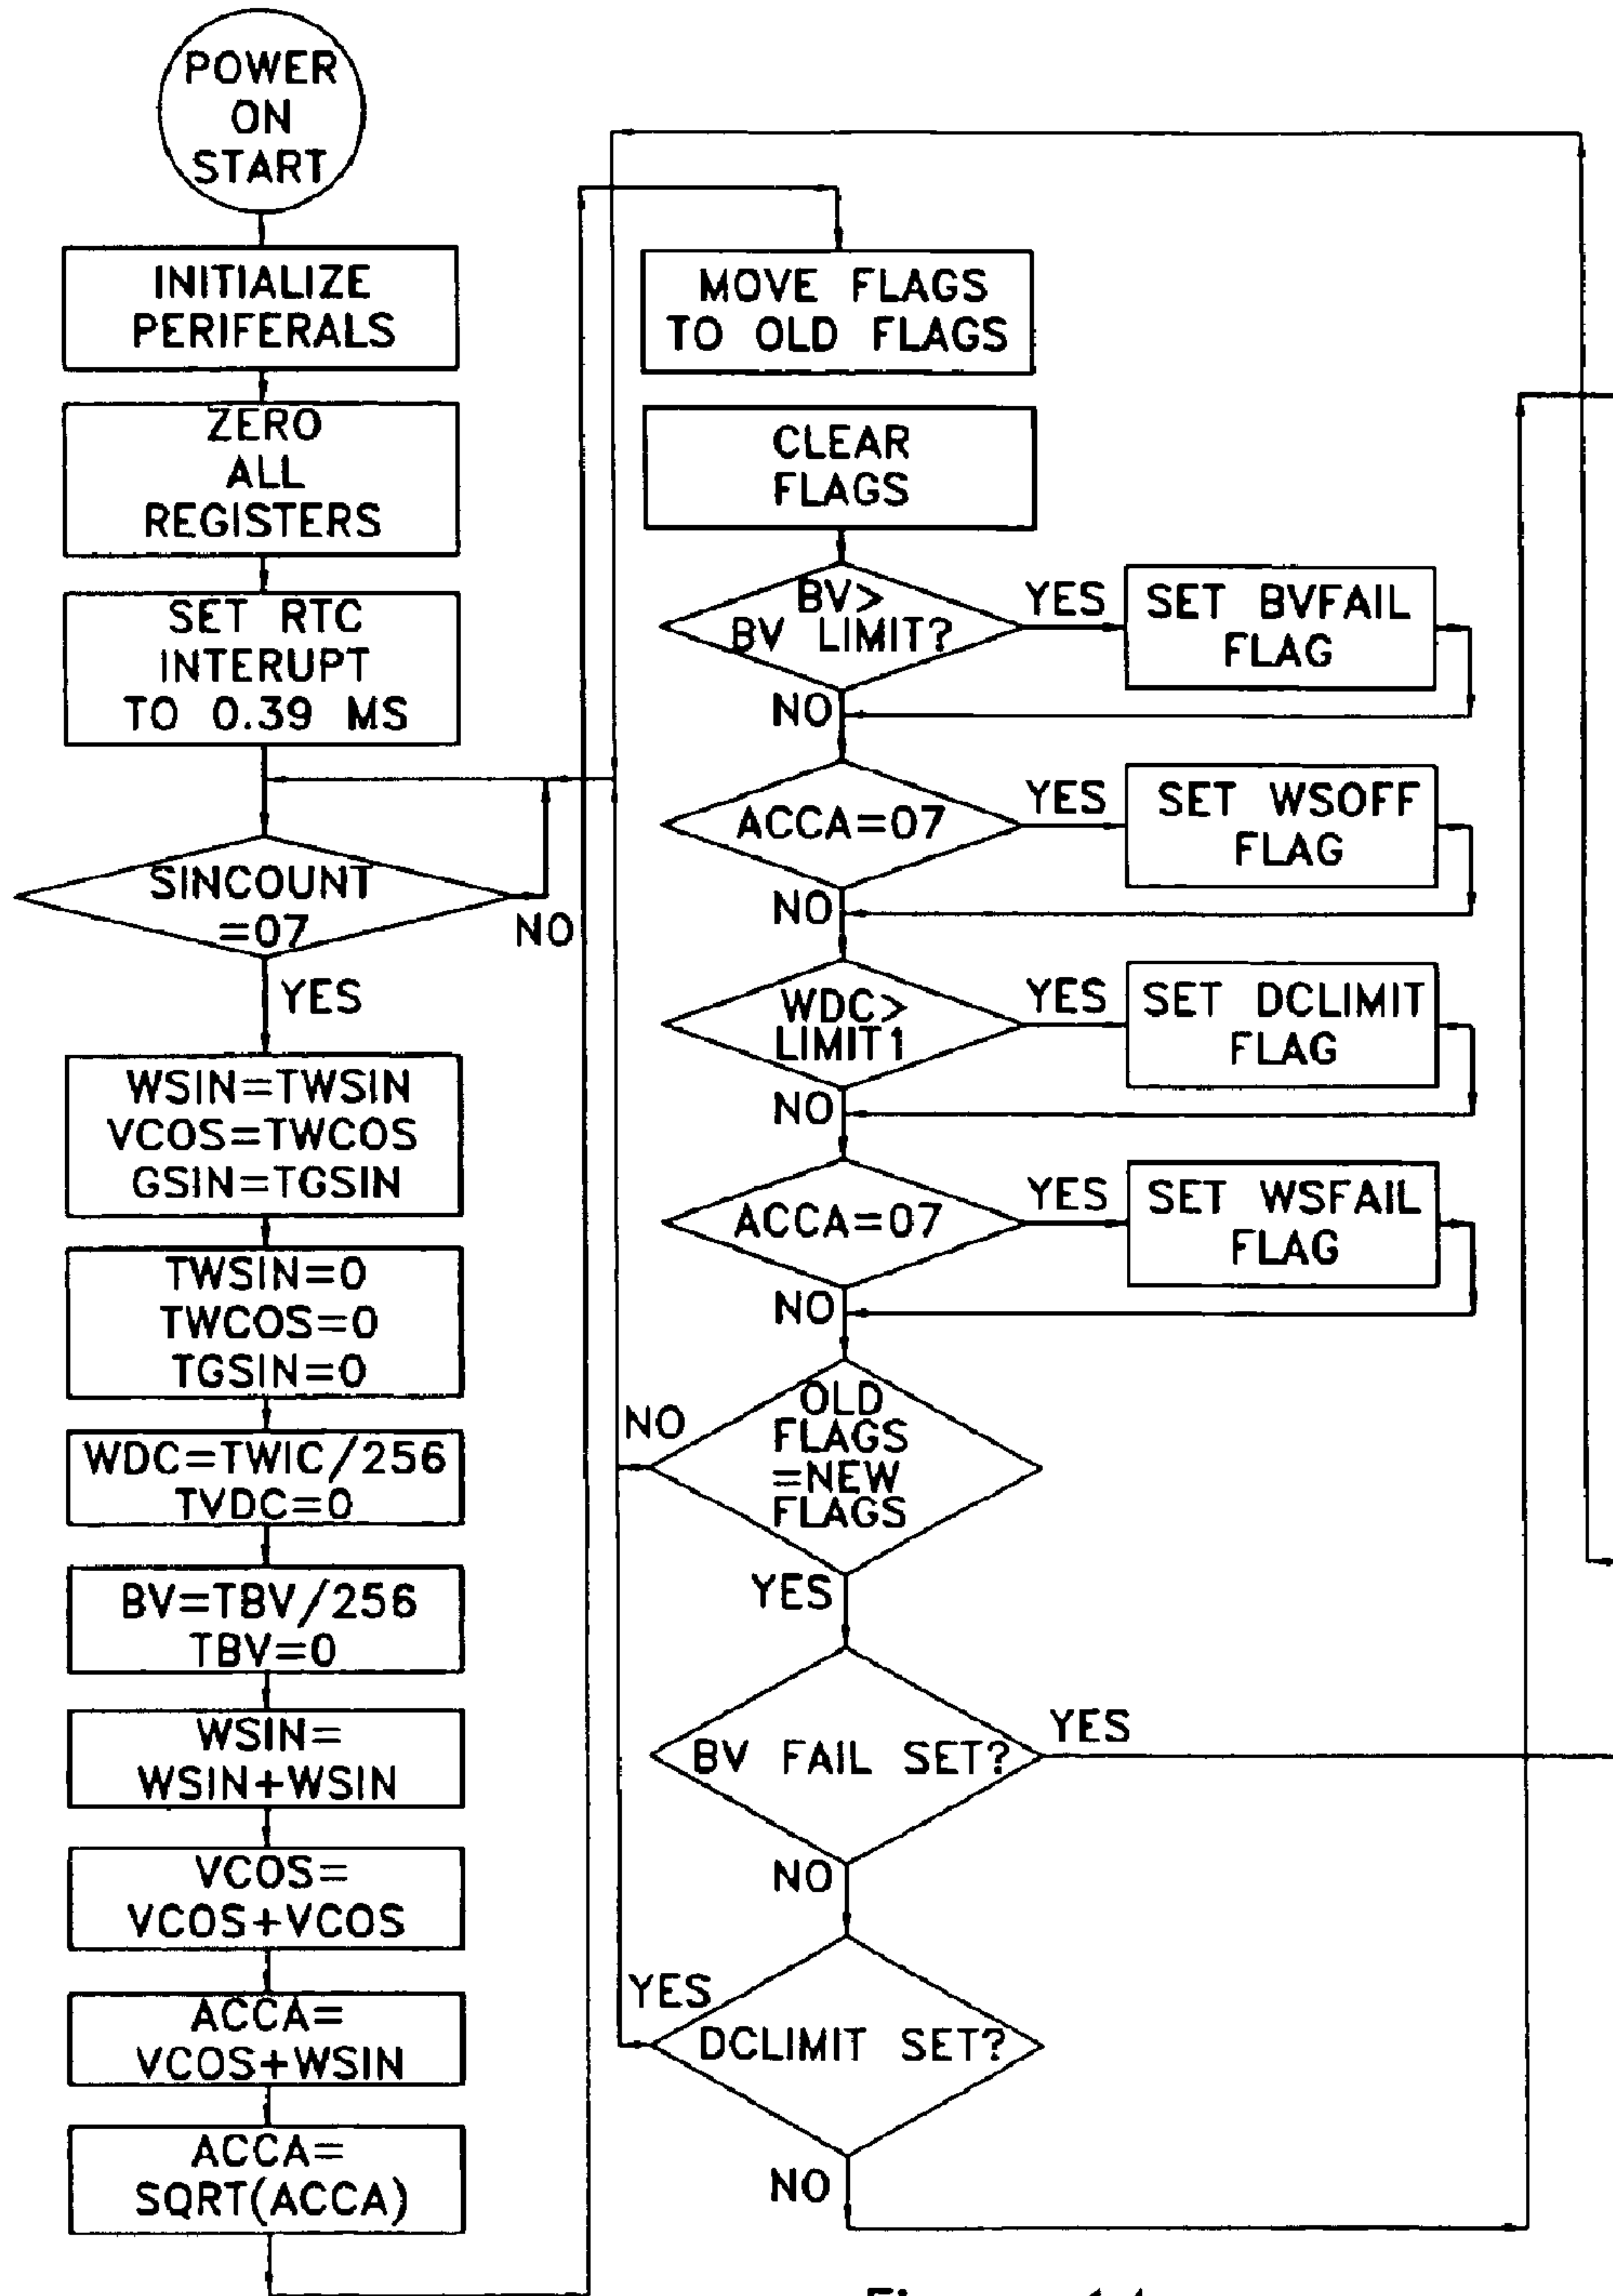 POWER
ON
START
INITIALIZE
PERIFERALS
ZERO
ALL
REGISTERS
SET RTC
INTERUPT
TO 0.39 MS
SINCOUNT
=07
NO
YES
WSIN=TWSIN
VCOS=TWCOS
GSIN=TGSIN
TWSIN=0
TWCOS=0
TGSIN=0
WDC=TWIC/256
TVDC=0
BV=TBV/256
TBV=0
WSIN=
WSIN+WSIN
VCOS=
VCOS+VCOS
ACCA=
VCOS+WSIN
ACCA=
SQRT(ACCA)
MOVE FLAGS
TO OLD FLAGS
CLEAR
FLAGS
BV>
BV LIMIT?
YES
SET BVFAIL
FLAG
NO
ACCA=07
YES
SET WSOFF
FLAG
NO
WDC>
LIMIT1
YES
SET DCLIMIT
FLAG
NO
ACCA=07
YES
SET WSFAIL
FLAG
NO
OLD
FLAGS
=NEW
FLAGS
NO
YES
BV FAIL SET?
YES
NO
DCLIMIT SET?
YES
NO